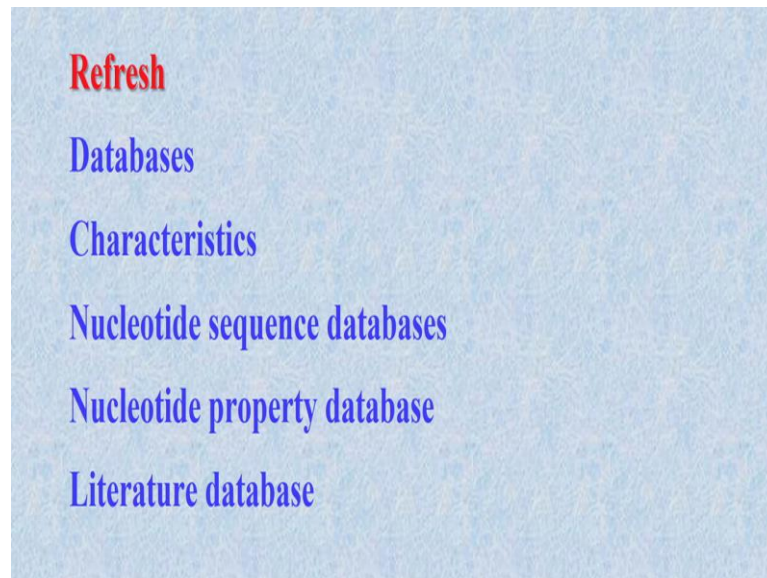 Refresh
Databases
Characteristics
Nucleotide sequence databases
Nucleotide property database
Literature database